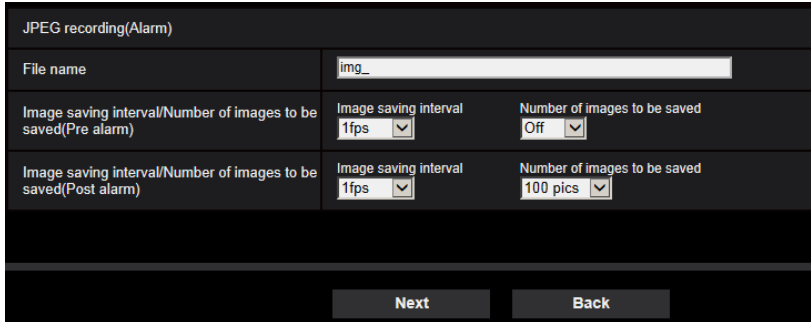 JPEG recording(Alarm)
File name
img_
Image saving interval/Number of images to be
saved(Pre alarm)
Image saving interval
Number of images to be saved
1fps
Off
Image saving interval/Number of images to be
saved(Post alarm)
Image saving interval
Number of images to be saved
1fps
100 pics
Next
Back